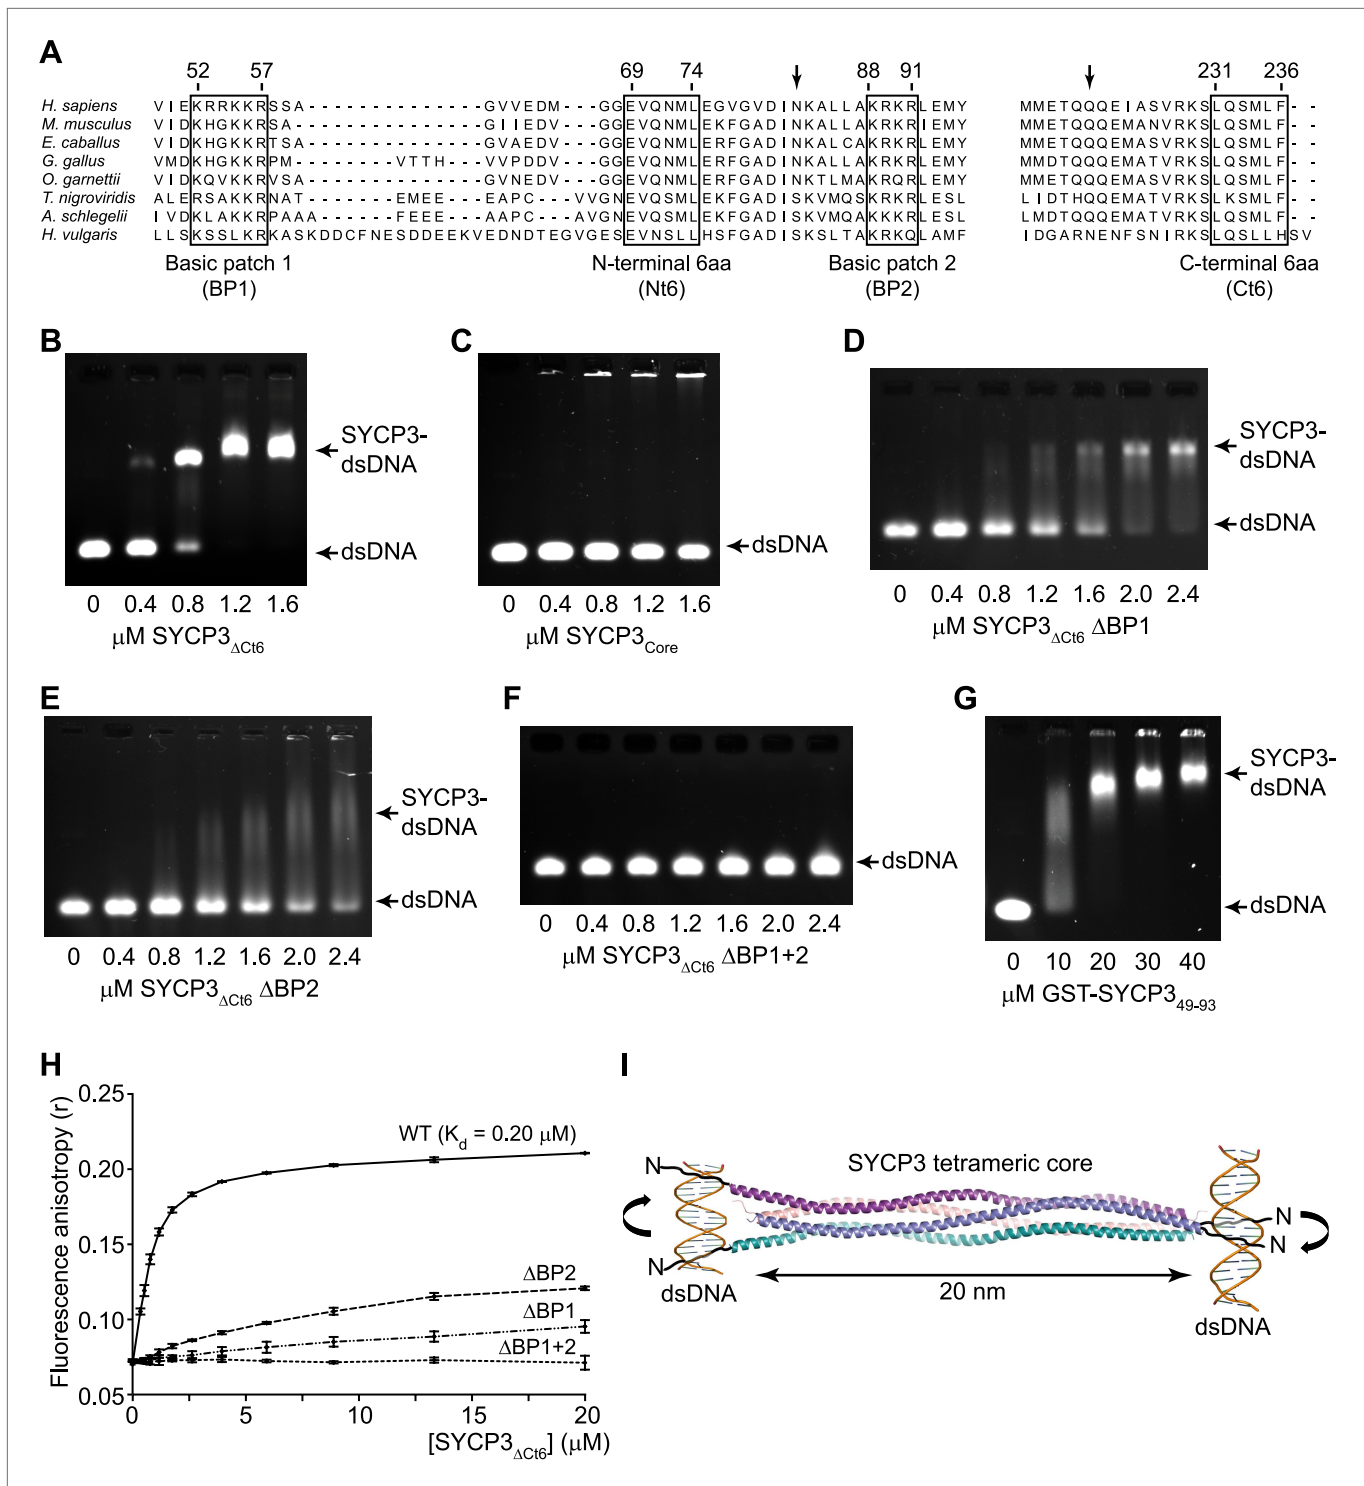 A
52 57 69 74 88 91 231 236
H. sapiens VIEKRRKKRSSA-----------GVVEDM---GGEVQNMLEGVGVDINKALLAKRKRLEMY MMETQQQEIASVRKSLQSMLF--
M. musculus VIDKHGKKRSA------------GIIEDV---GGEVQNMLEKFGADINKALLAKRKRIEMY MMETQQQEMANVRKSLQSMLF--
E. caballus VIDKHGKKRTSA-----------GVAEDV---GGEVQNMLEKFGADINKALCAKRKRLEMY MMETQQQEMASVRKSLQSMLF--
G. gallus VMDKHGKKRPM------VTTH--VVPDDV---GGEVQNMLEKFGADINKALLAKRKRLEMY MMDTQQQEMATVRKSLQSMLF--
O. garnettii VIDKQVKKRVSA-----------GVNEDV---GGEVQNMLERFGADINKTLMAKRQRLEMY MMETQQQEMASVRKSLQSMLF--
T. nigroviridis ALERSAKKRNAT-----EMEE--EAPC--VVGNEVQSMLERFGADISKVMQSKRKRLESL LIDTHQQEMATVRKSLKSMLF--
A. schlegelii IVDKLAKKRPAAA----FEEE--EAAPC-AVGNEVQSMLEKFGADISKVMQAKKKRLESL LMDTQQQEMATVRKSLQSMLF--
H. vulgaris LLSKSSLKRKASKDDCFNESDDEEKVEDNDTEGVGESEVNSLLHSFGADISKSLTAKRKQLAMF IDGARNENFSNIRKSLQSLLHSV
Basic patch 1 (BP1)
N-terminal 6aa (Nt6)
Basic patch 2 (BP2)
C-terminal 6aa (Ct6)
B
SYCP3-dsDNA
dsDNA
0 0.4 0.8 1.2 1.6
μM SYCP3ΔCt6
C
dsDNA
0 0.4 0.8 1.2 1.6
μM SYCP3Core
D
SYCP3-dsDNA
dsDNA
0 0.4 0.8 1.2 1.6 2.0 2.4
μM SYCP3ΔCt6 ΔBP1
E
SYCP3-dsDNA
dsDNA
0 0.4 0.8 1.2 1.6 2.0 2.4
μM SYCP3ΔCt6 ΔBP2
F
dsDNA
0 0.4 0.8 1.2 1.6 2.0 2.4
μM SYCP3ΔCt6 ΔBP1+2
G
SYCP3-dsDNA
dsDNA
0 10 20 30 40
μM GST-SYCP349-93
H
Fluorescence anisotropy (r)
0.25
0.20
0.15
0.10
0.05
WT (Kd = 0.20 μM)
ΔBP2
ΔBP1
ΔBP1+2
0 5 10 15 20
[SYCP3ΔCt6] (μM)
I
SYCP3 tetrameric core
N
N
N
N
dsDNA
20 nm
dsDNA